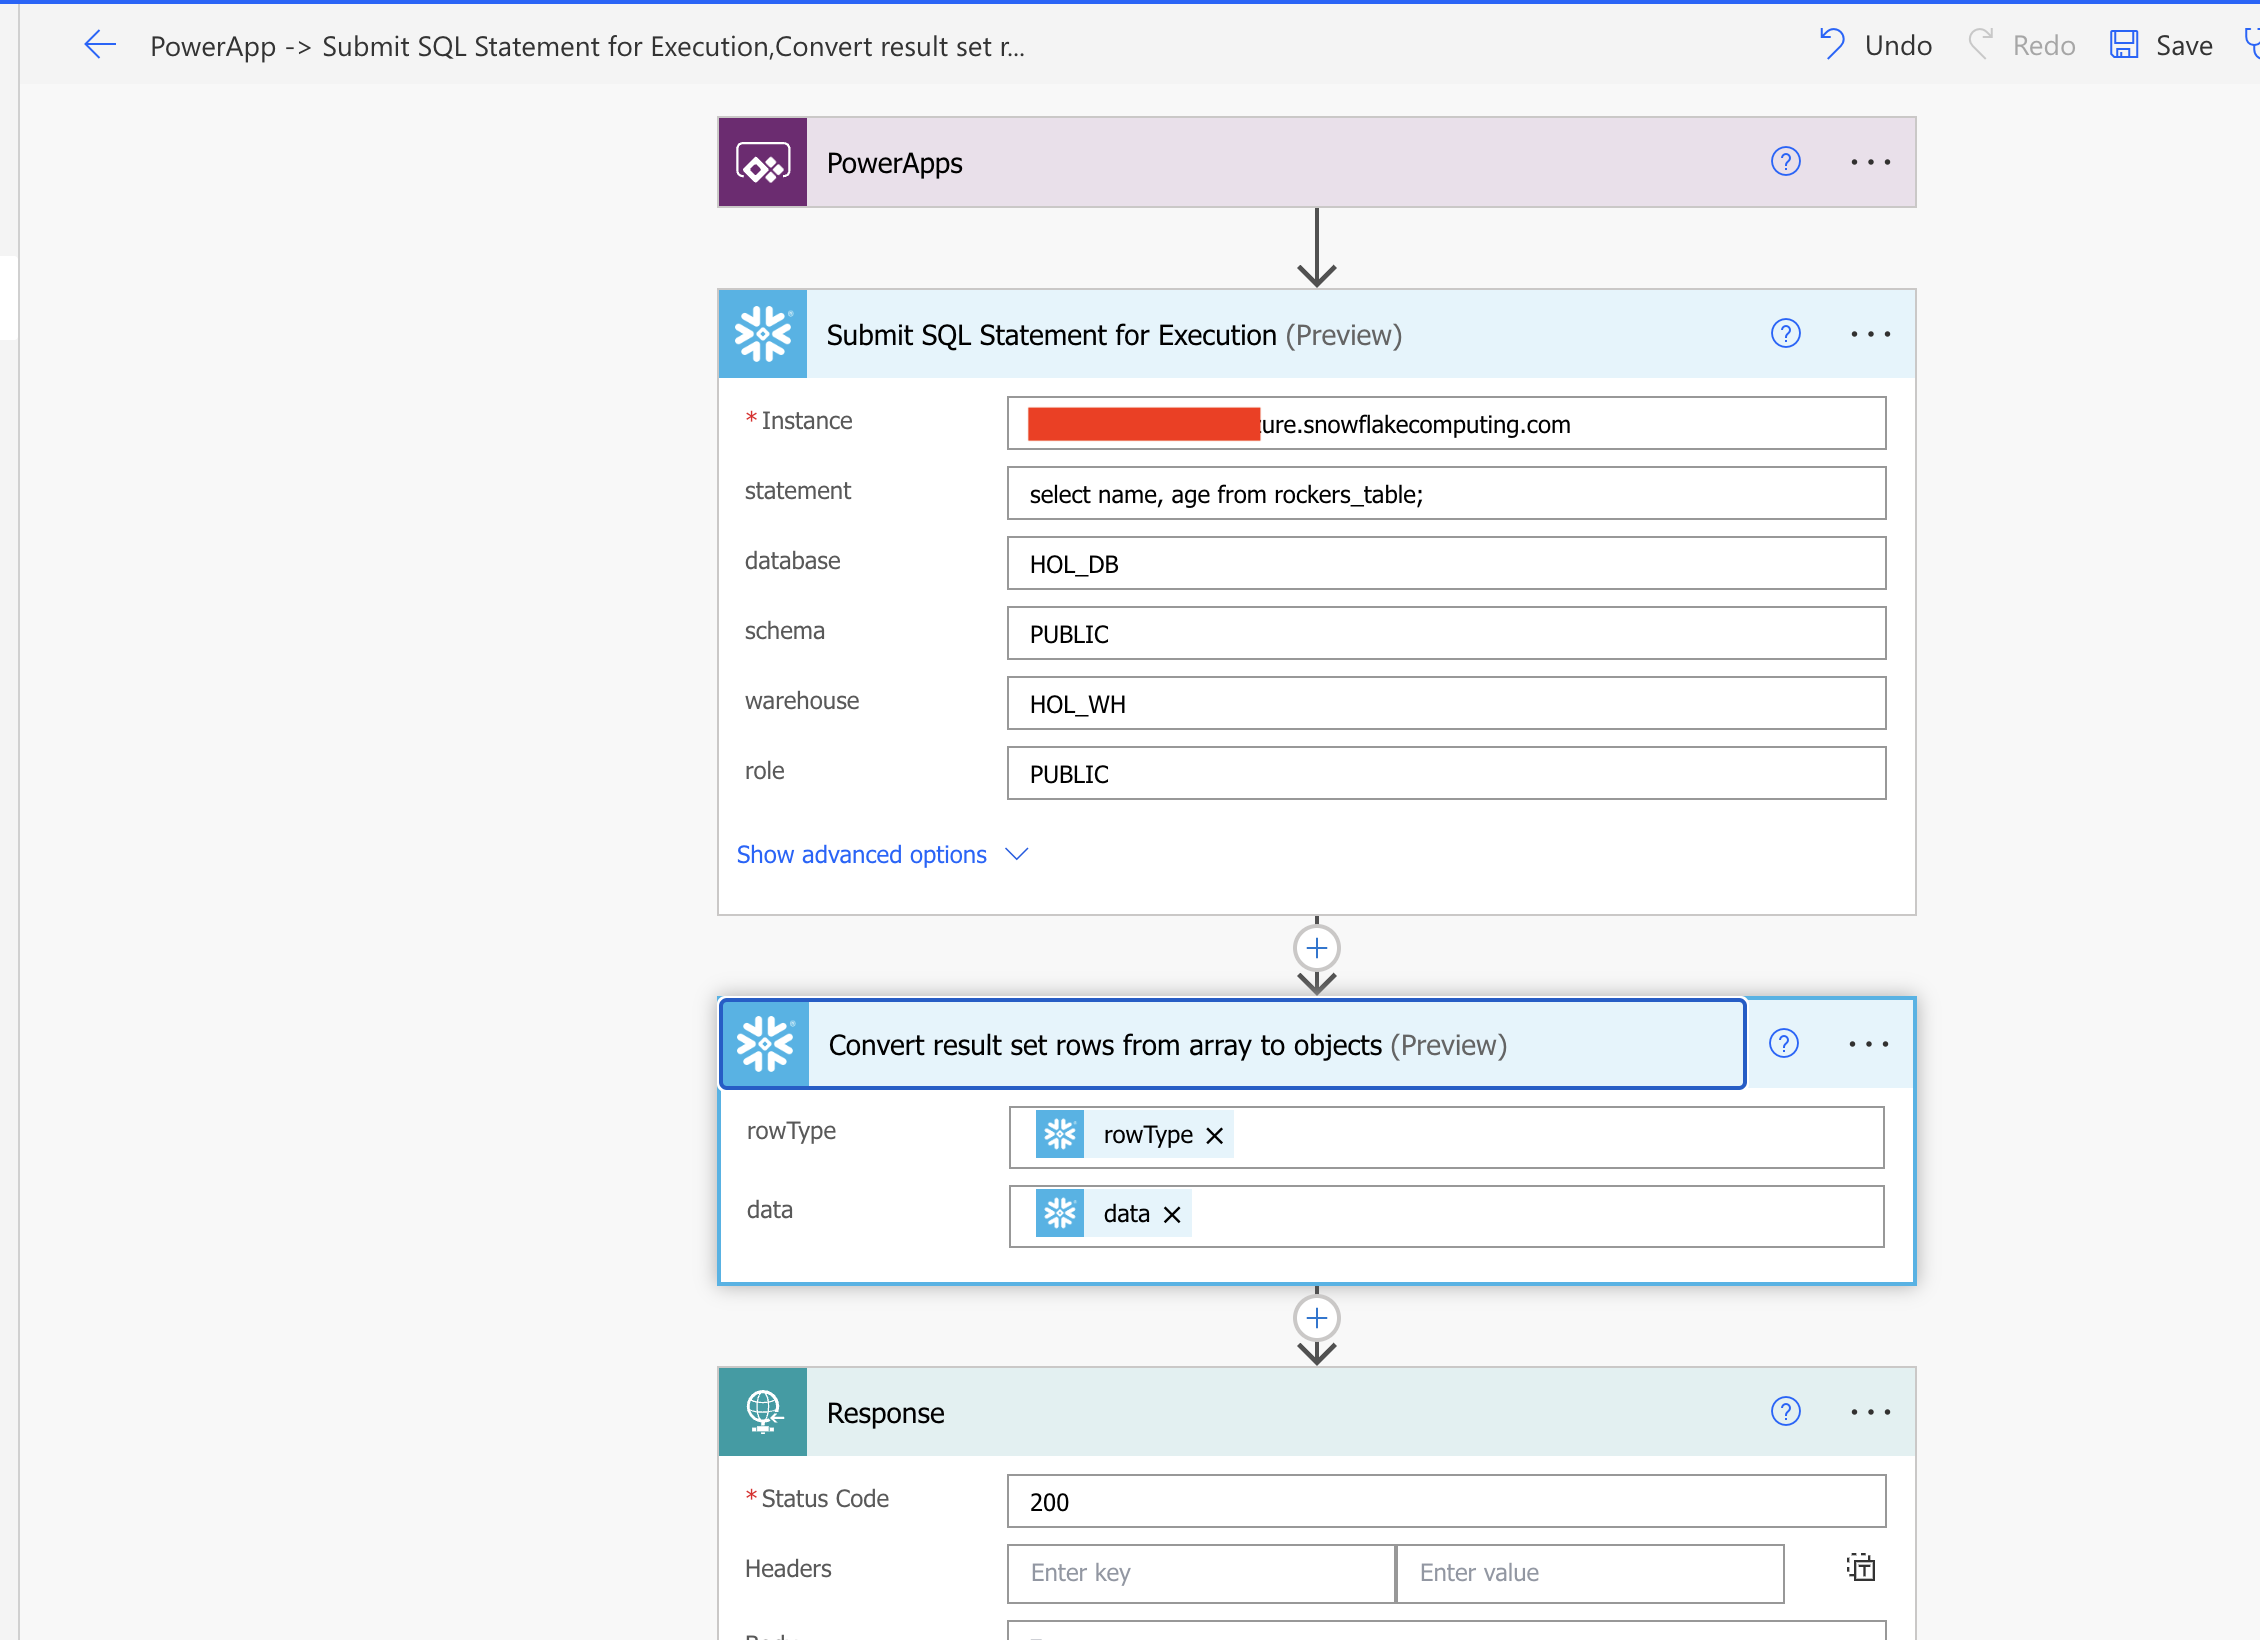 PowerApp -> Submit SQL Statement for Execution,Convert result set r...
Undo
Redo
Save
PowerApps
Submit SQL Statement for Execution (Preview)
* Instance
ure.snowflakecomputing.com
statement
select name, age from rockers_table;
database
HOL_DB
schema
PUBLIC
warehouse
HOL_WH
role
PUBLIC
Show advanced options
Convert result set rows from array to objects (Preview)
rowType
rowType
data
data
Response
* Status Code
200
Headers
Enter key
Enter value